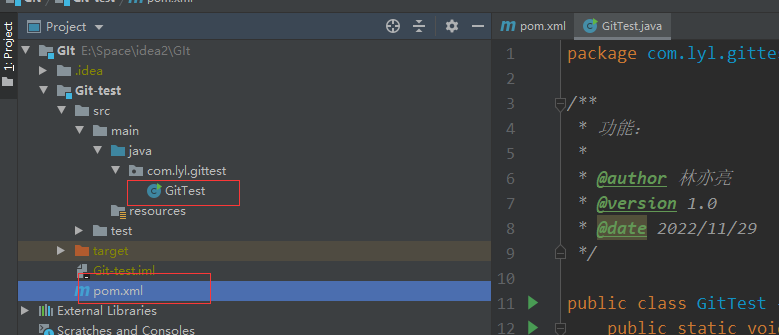 Git-test
pom.xml
1: Project
Project
GIt E:\Space\idea2\GIt
.idea
Git-test
src
main
java
com.lyl.gittest
GitTest
resources
test
target
Git-test.iml
pom.xml
External Libraries
Scratches and Consoles
pom.xml GitTest.java
1 package com.lyl.gitte
2
3 /**
4 * 功能：
5 *
6 * @author 林亦亮
7 * @version 1.0
8 * @date 2022/11/29
9 */
10
11 public class GitTest
12 public static voi